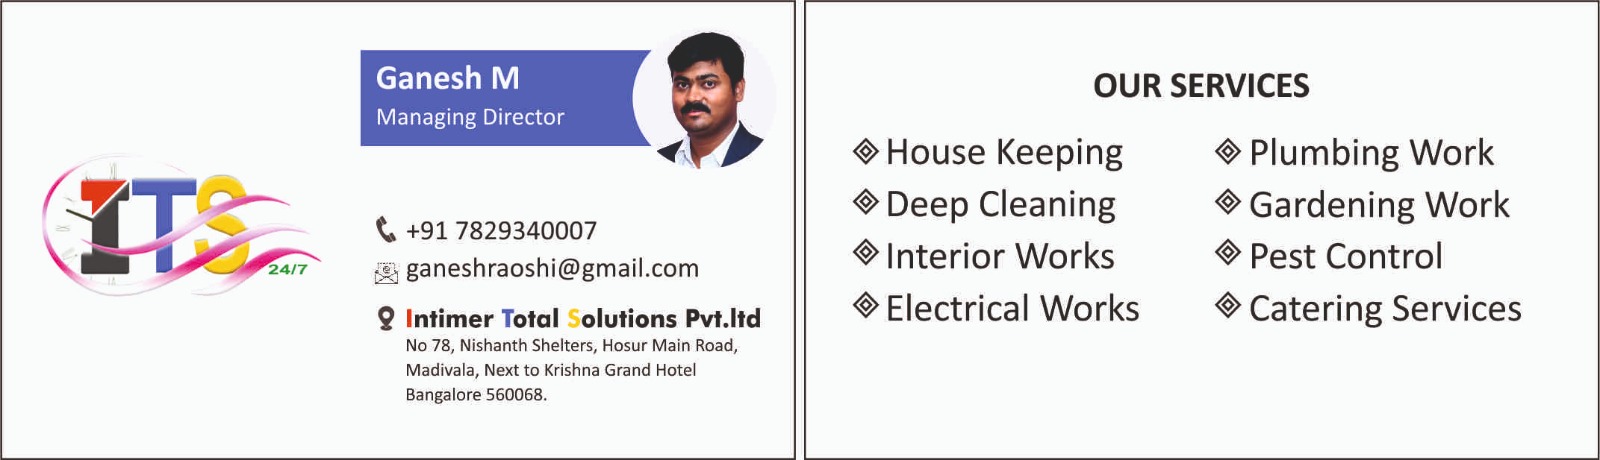 ITS
24/7
Ganesh M
Managing Director
+91 7829340007
ganeshraoshi@gmail.com
Intimer Total Solutions Pvt.ltd
No 78, Nishanth Shelters, Hosur Main Road,
Madivala, Next to Krishna Grand Hotel
Bangalore 560068.
OUR SERVICES
House Keeping
Deep Cleaning
Interior Works
Electrical Works
Plumbing Work
Gardening Work
Pest Control
Catering Services